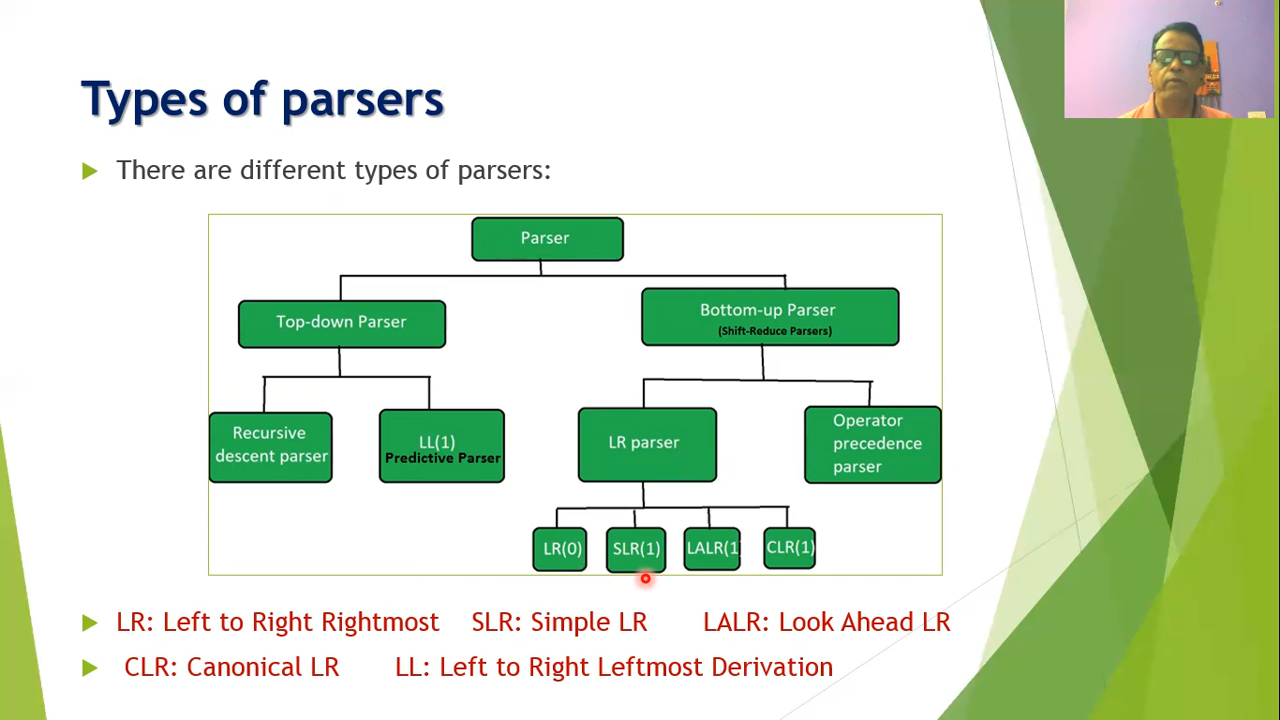 Types of parsers
There are different types of parsers:
Parser
Top-down Parser
Bottom-up Parser
(Shift-Reduce Parsers)
Recursive
descent parser
LL(1)
Predictive Parser
LR parser
Operator
precedence
parser
LR(0)
SLR(1)
LALR(1
CLR(1)
LR: Left to Right Rightmost SLR: Simple LR LALR: Look Ahead LR
CLR: Canonical LR LL: Left to Right Leftmost Derivation